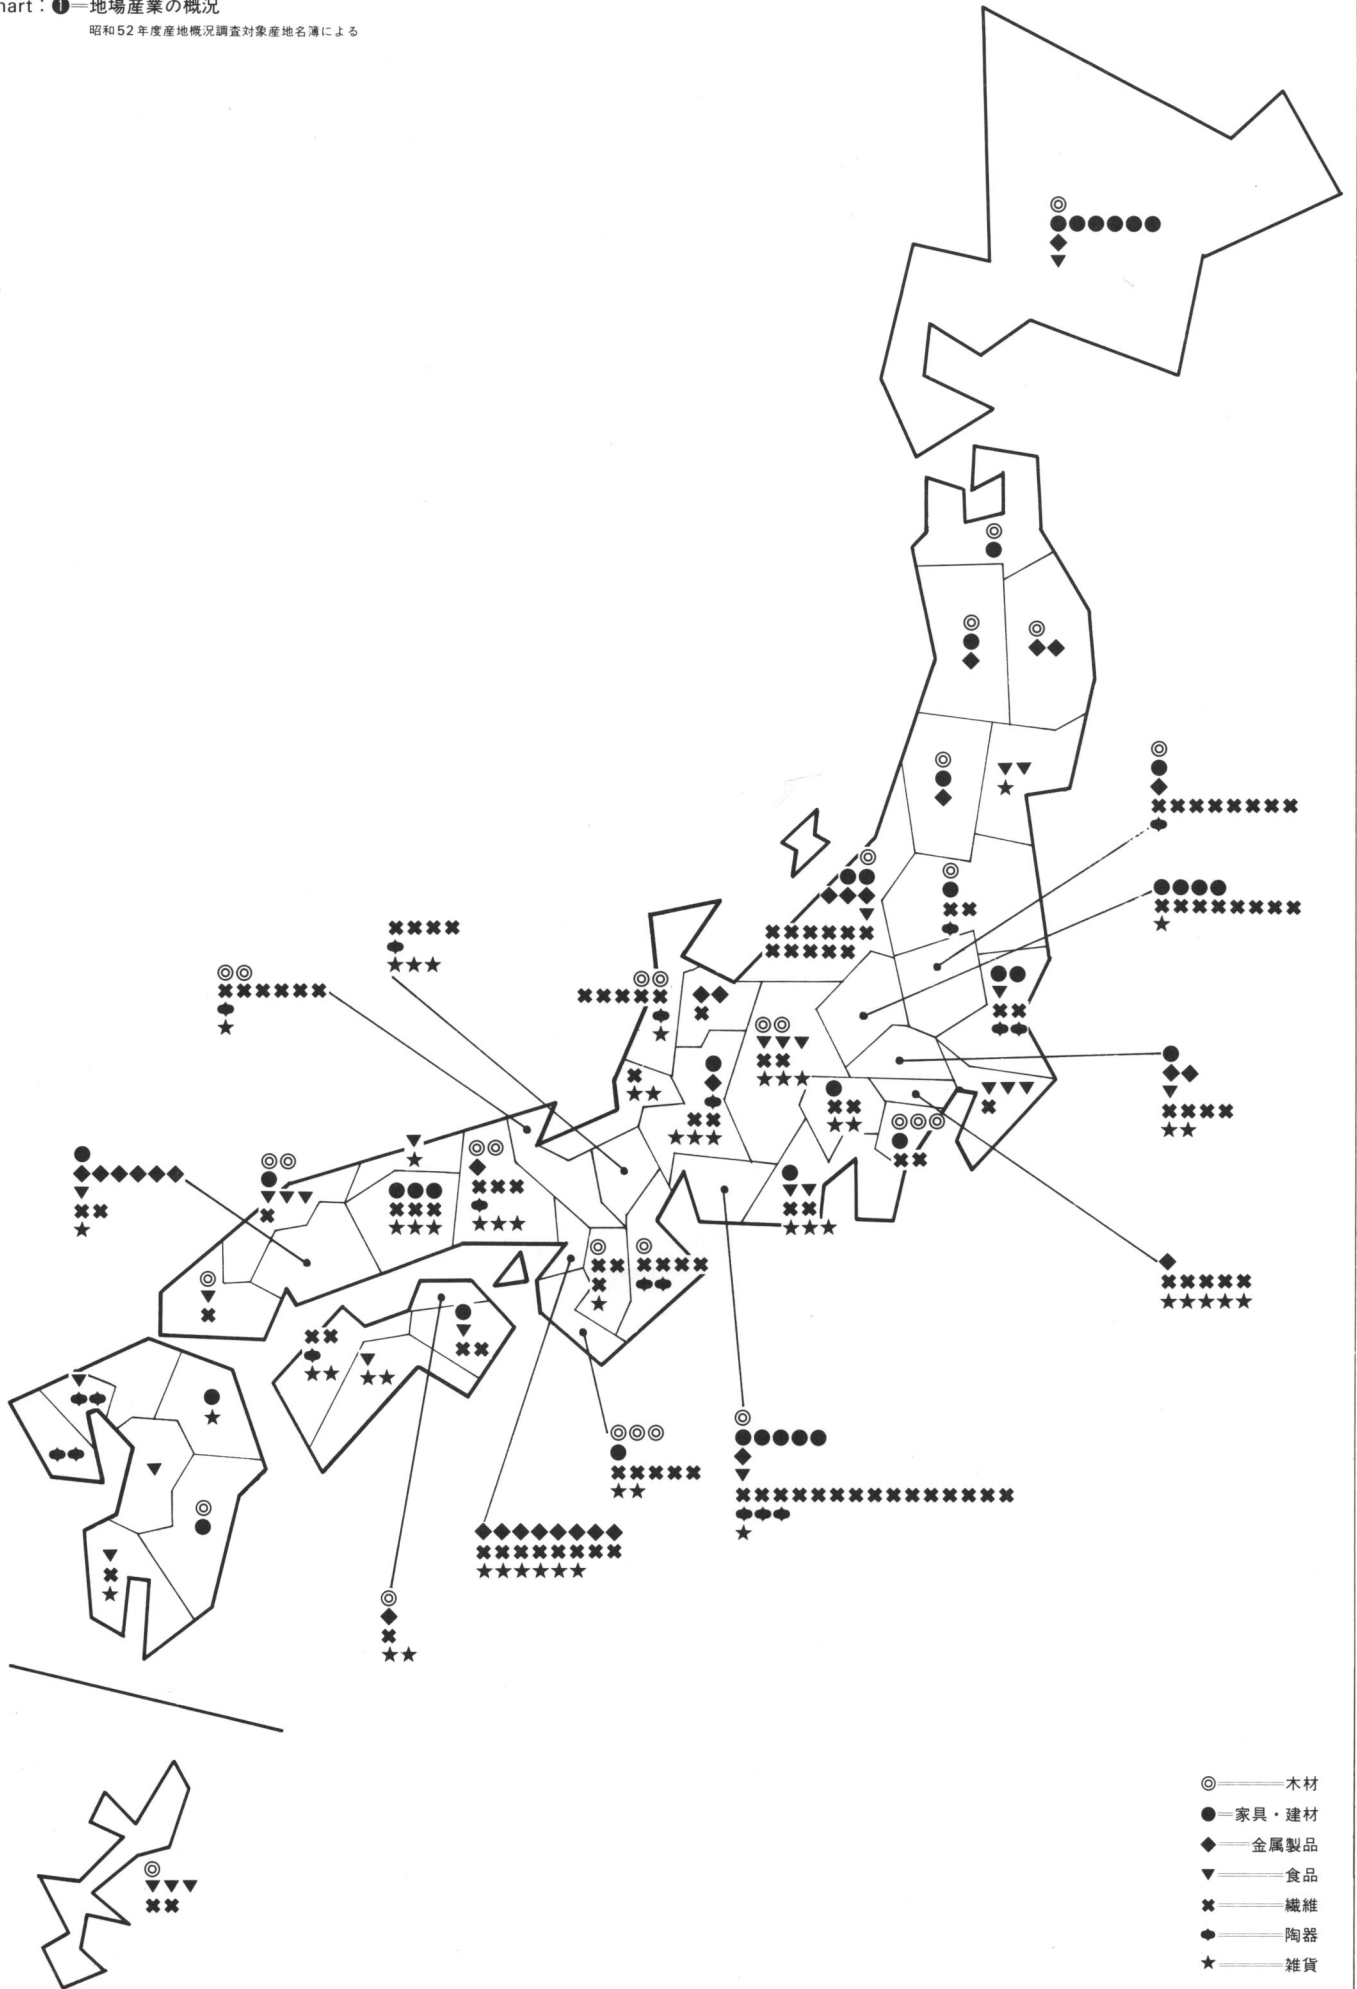 hart：❶═地場産業の概況
昭和52年度産地概況調査対象産地名簿による
◎═木材
●═家具・建材
◆═金属製品
▼═食品
✖═繊維
陶器
★═雑貨